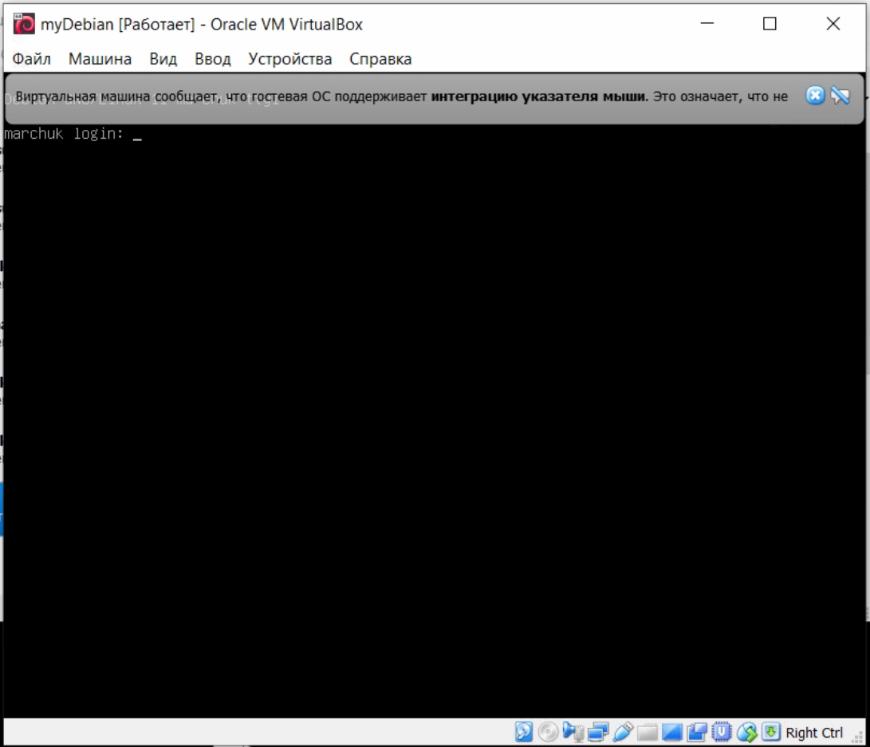 myDebian [Работает] - Oracle VM VirtualBox
Файл Машина Вид Ввод Устройства Справка
Виртуальная машина сообщает, что гостевая ОС поддерживает интеграцию указателя мыши. Это означает, что не
marchuk login: _
Right Ctrl